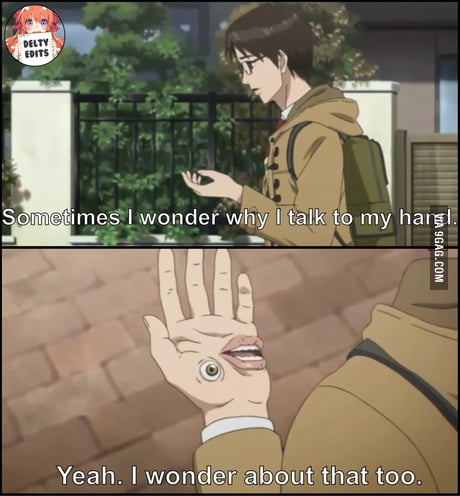 DELTY
EDITS
Sometimes I wonder why I talk to my hand.
VIA 9GAG.COM
Yeah. I wonder about that too.